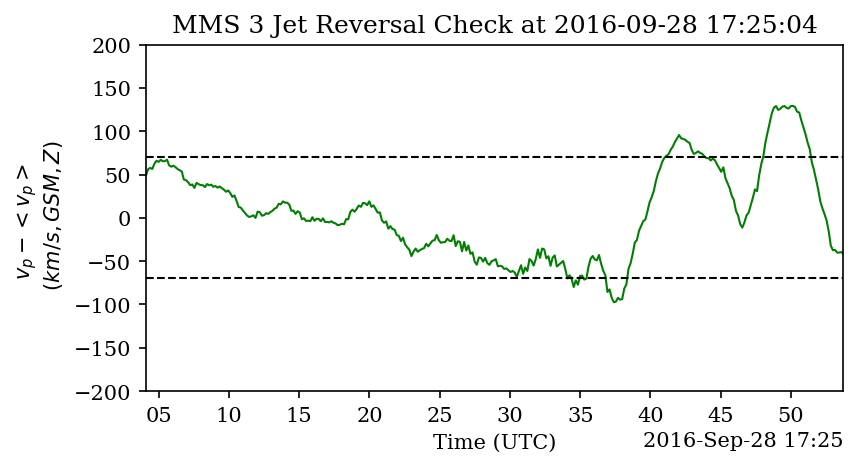 MMS 3 Jet Reversal Check at 2016-09-28 17:25:04
200
150
100
50
0
−50
−100
−150
−200
v_p − < v_p >
(km/s, GSM, Z)
05 10 15 20 25 30 35 40 45 50
Time (UTC)
2016-Sep-28 17:25